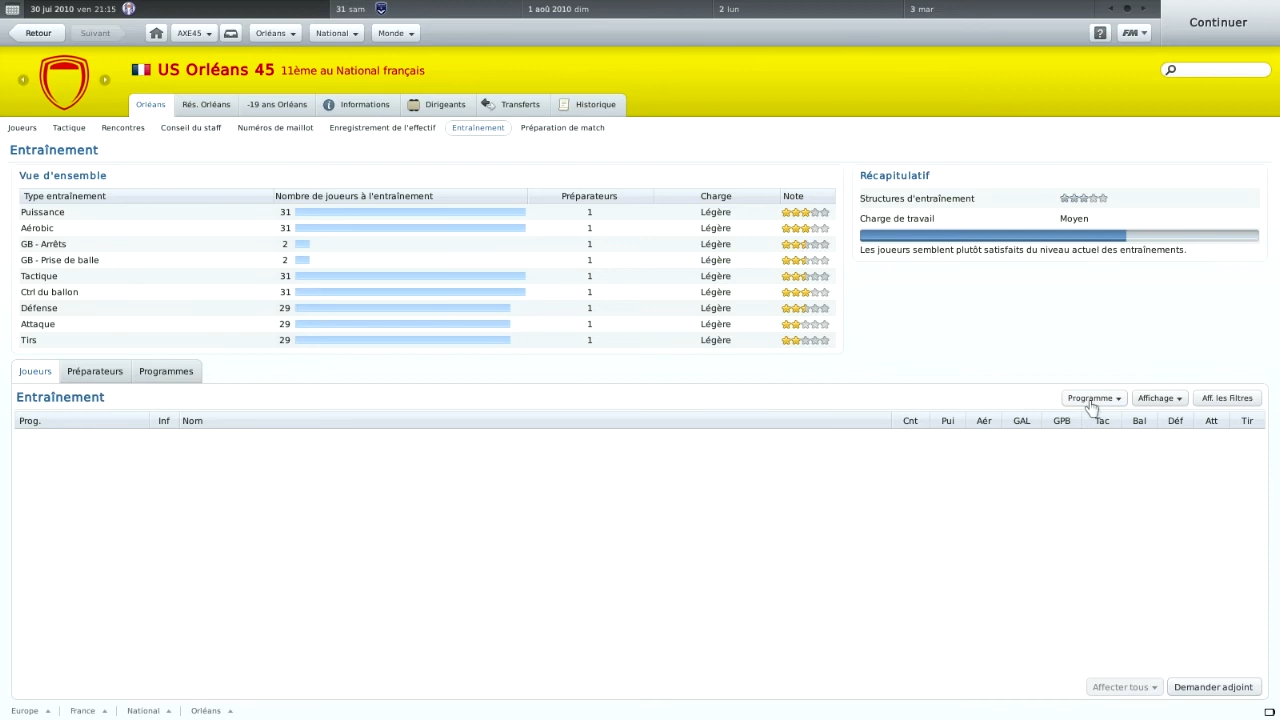 30 jui 2010 ven 21:15 31 sam 1 aoû 2010 dim 2 lun 3 mar Continuer
Retour Suivant AXE45 Orléans National Monde ? FM
US Orléans 45 11ème au National français
Orléans Rés. Orléans -19 ans Orléans Informations Dirigeants Transferts Historique
Joueurs Tactique Rencontres Conseil du staff Numéros de maillot Enregistrement de l'effectif Entraînement Préparation de match
Entraînement
Vue d'ensemble
Type entraînement Nombre de joueurs à l'entraînement Préparateurs Charge Note
Puissance 31 1 Légère
Aérobic 31 1 Légère
GB - Arrêts 2 1 Légère
GB - Prise de balle 2 1 Légère
Tactique 31 1 Légère
Ctrl du ballon 31 1 Légère
Défense 29 1 Légère
Attaque 29 1 Légère
Tirs 29 1 Légère
Récapitulatif
Structures d'entraînement
Charge de travail Moyen
Les joueurs semblent plutôt satisfaits du niveau actuel des entraînements.
Joueurs Préparateurs Programmes
Entraînement Programme Affichage Aff. les Filtres
Prog. Inf Nom Cnt Pui Aér GAL GPB Tac Bal Déf Att Tir
Affecter tous Demander adjoint
Europe France National Orléans